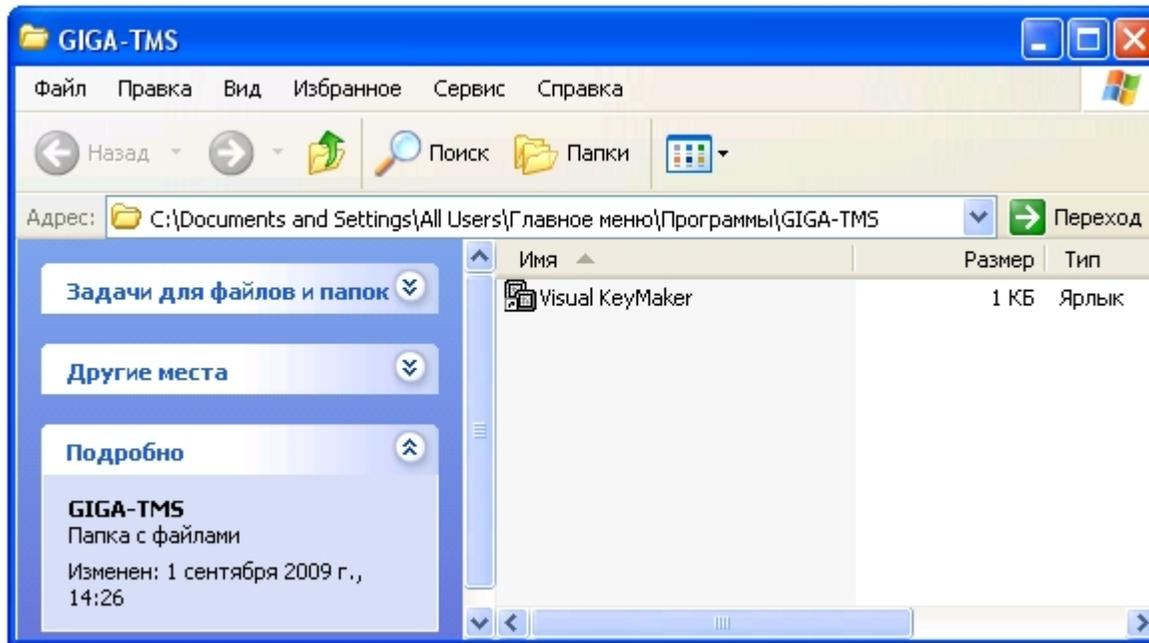 GIGA-TMS
Файл Правка Вид Избранное Сервис Справка
Назад Поиск Папки
Адрес: C:\Documents and Settings\All Users\Главное меню\Программы\GIGA-TMS Переход
Имя Размер Тип
Задачи для файлов и папок
Visual KeyMaker 1 КБ Ярлык
Другие места
Подробно
GIGA-TMS
Папка с файлами
Изменен: 1 сентября 2009 г.,
14:26